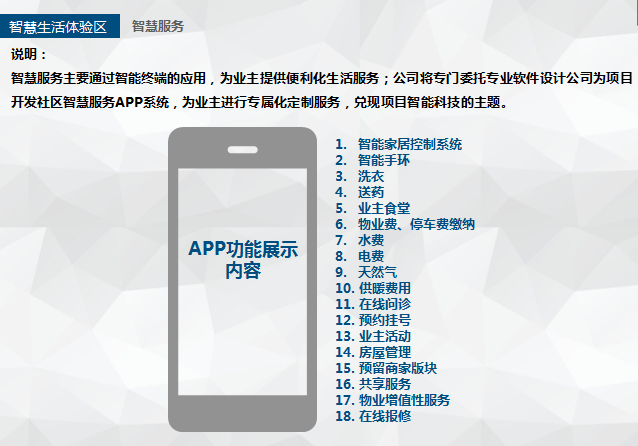 智慧生活体验区 智慧服务
说明：
智慧服务主要通过智能终端的应用，为业主提供便利化生活服务；公司将专门委托专业软件设计公司为项目
开发社区智慧服务APP系统，为业主进行专属化定制服务，兑现项目智能科技的主题。
APP功能展示
内容
1. 智能家居控制系统
2. 智能手环
3. 洗衣
4. 送药
5. 业主食堂
6. 物业费、停车费缴纳
7. 水费
8. 电费
9. 天然气
10. 供暖费用
11. 在线问诊
12. 预约挂号
13. 业主活动
14. 房屋管理
15. 预留商家版块
16. 共享服务
17. 物业增值性服务
18. 在线报修